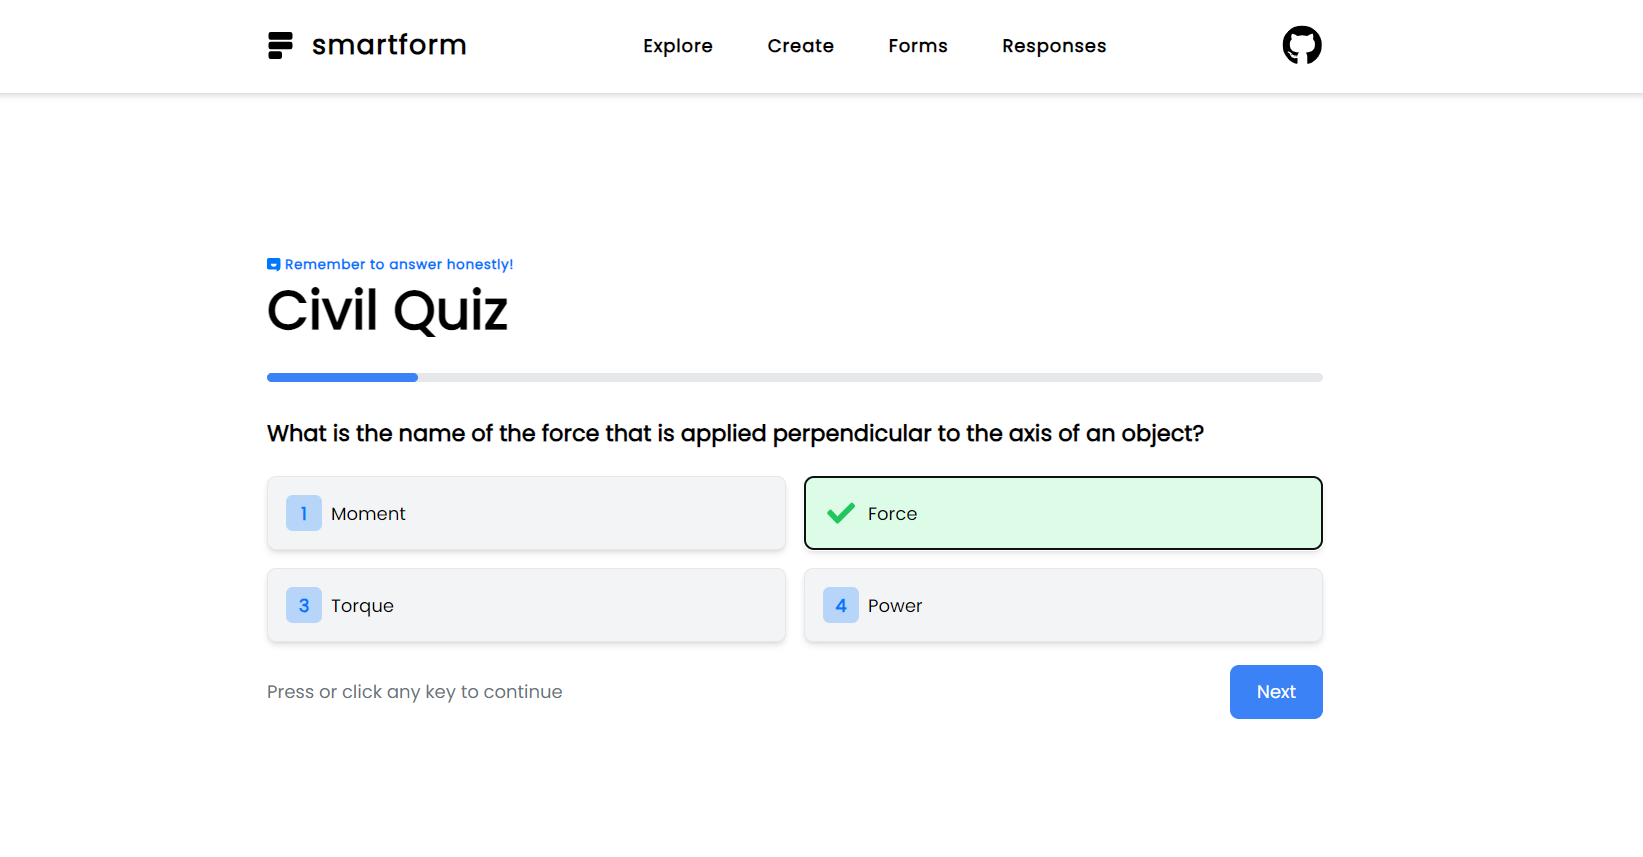 smartform
Explore Create Forms Responses
Remember to answer honestly!
Civil Quiz
What is the name of the force that is applied perpendicular to the axis of an object?
1 Moment
Force
3 Torque
4 Power
Press or click any key to continue
Next